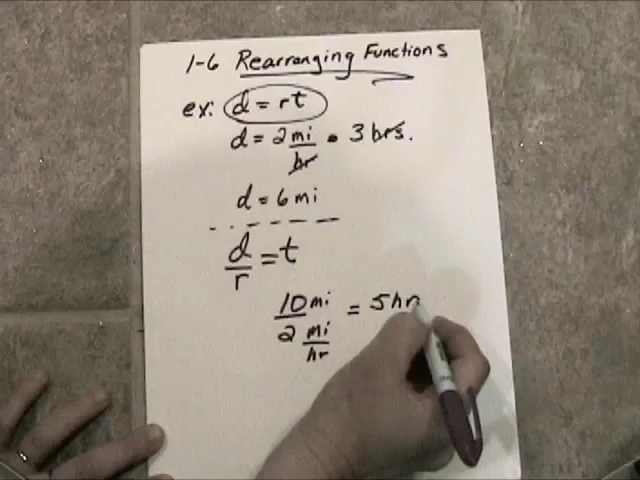 1-6 Rearranging Functions
ex: d = rt
d = 2 mi/hr • 3 hrs.
d = 6 mi
d/r = t
10 mi / 2 mi/hr = 5 hr